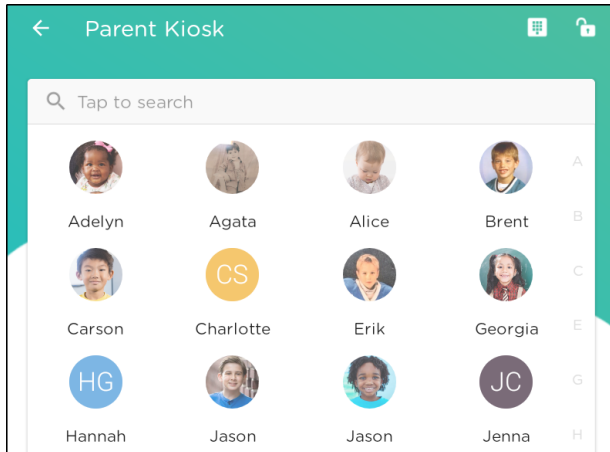 Parent Kiosk
Tap to search
A
Adelyn Agata Alice Brent
B
CS
C
Carson Charlotte Erik Georgia
E
HG JC
G
Hannah Jason Jason Jenna
H